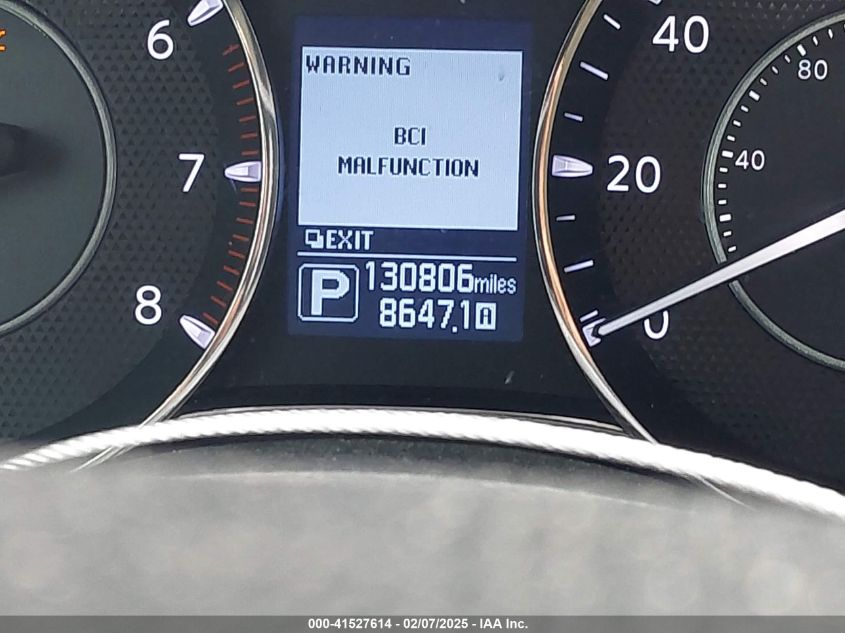 WARNING
BCI
MALFUNCTION
EXIT
P
130806miles
8647.1 A
6
7
8
40
20
0
80
40
000-41527614 - 02/07/2025 - IAA Inc.